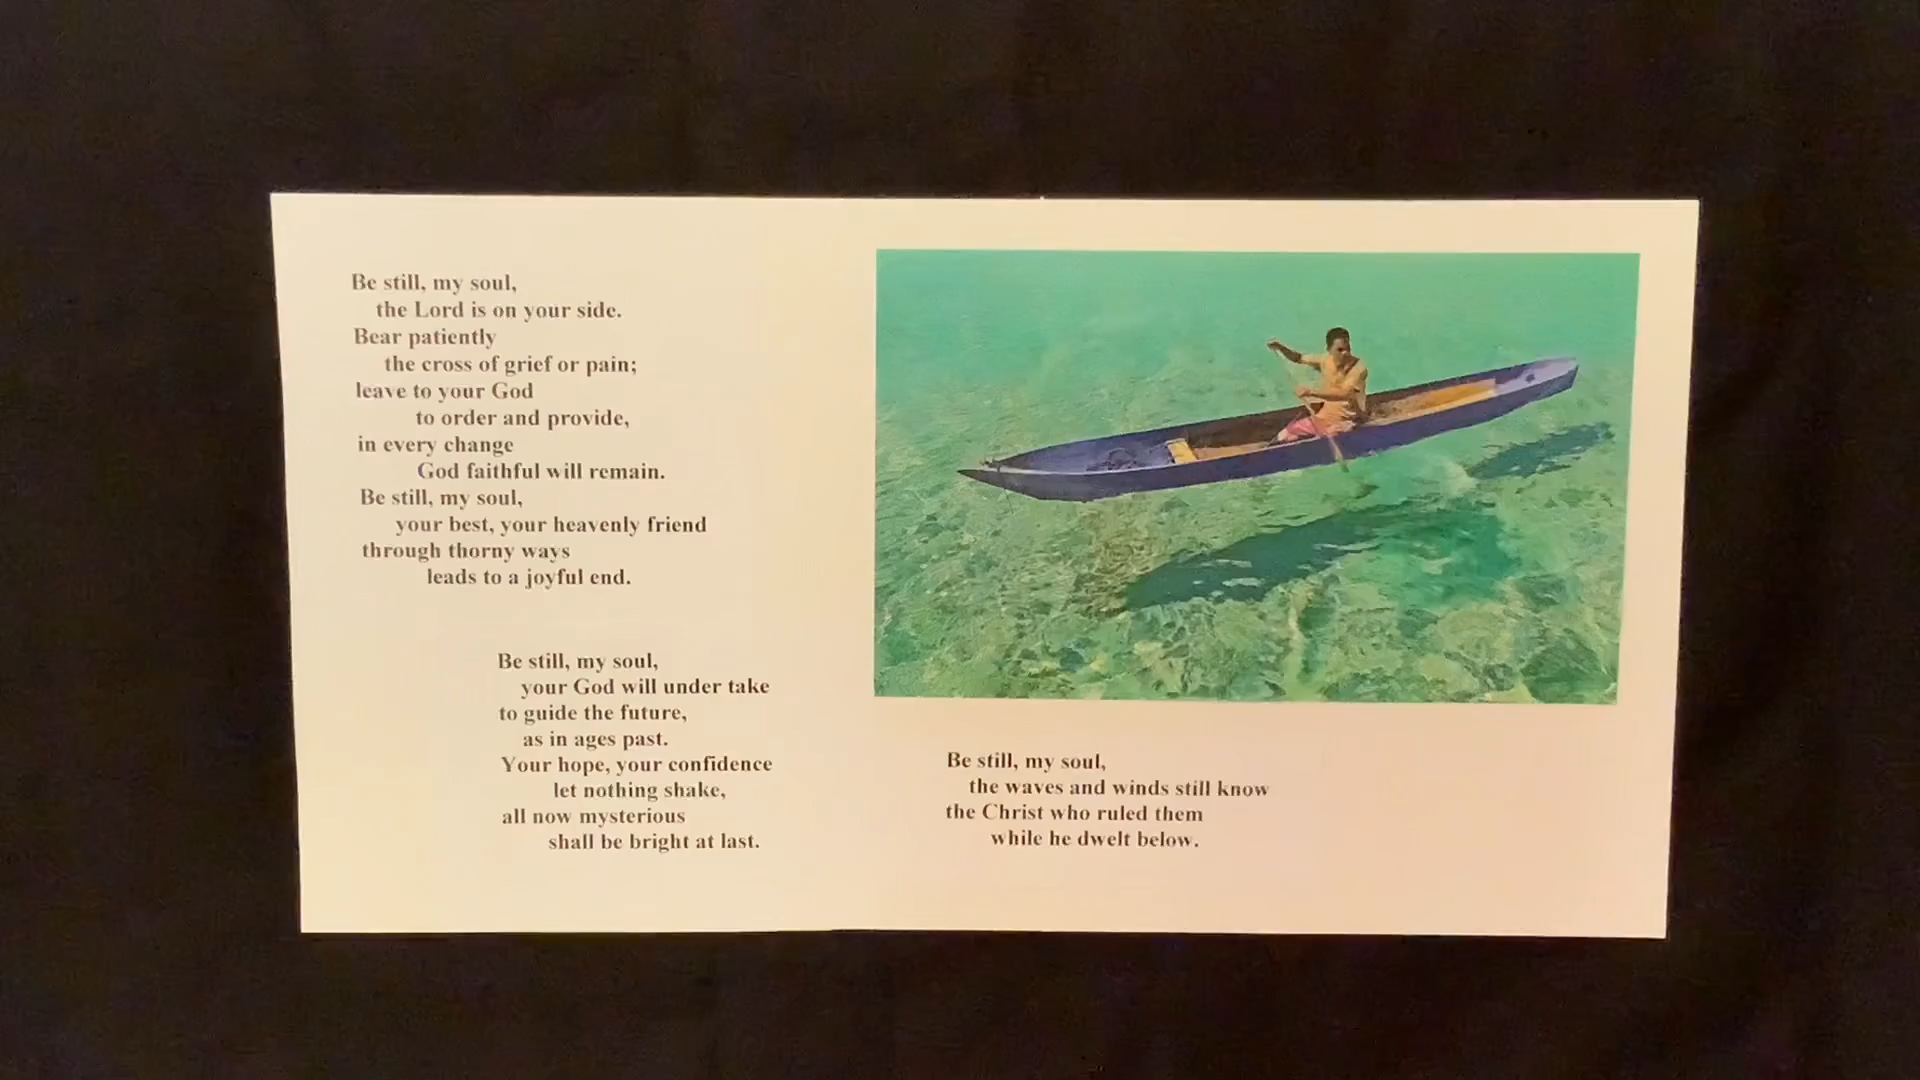 Be still, my soul,
the Lord is on your side.
Bear patiently
the cross of grief or pain;
leave to your God
to order and provide,
in every change
God faithful will remain.
Be still, my soul,
your best, your heavenly friend
through thorny ways
leads to a joyful end.
Be still, my soul,
your God will under take
to guide the future,
as in ages past.
Your hope, your confidence
let nothing shake,
all now mysterious
shall be bright at last.
Be still, my soul,
the waves and winds still know
the Christ who ruled them
while he dwelt below.